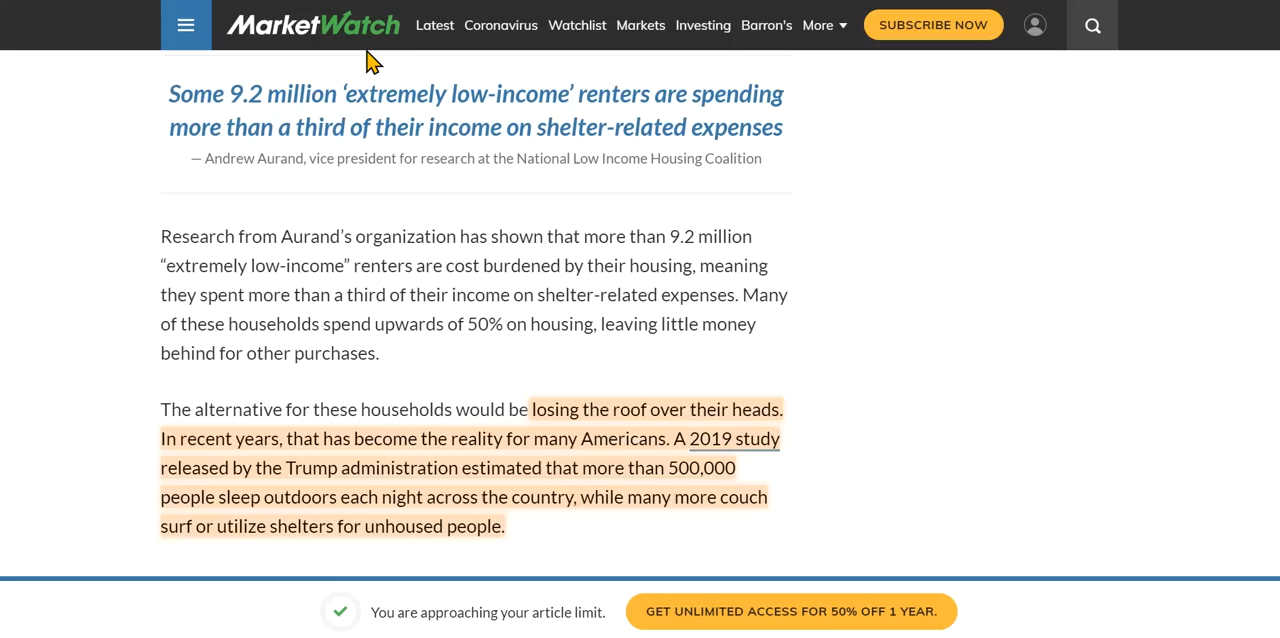 MarketWatch Latest Coronavirus Watchlist Markets Investing Barron's More SUBSCRIBE NOW
Some 9.2 million ‘extremely low-income’ renters are spending
more than a third of their income on shelter-related expenses
— Andrew Aurand, vice president for research at the National Low Income Housing Coalition
Research from Aurand’s organization has shown that more than 9.2 million
“extremely low-income” renters are cost burdened by their housing, meaning
they spent more than a third of their income on shelter-related expenses. Many
of these households spend upwards of 50% on housing, leaving little money
behind for other purchases.
The alternative for these households would be losing the roof over their heads.
In recent years, that has become the reality for many Americans. A 2019 study
released by the Trump administration estimated that more than 500,000
people sleep outdoors each night across the country, while many more couch
surf or utilize shelters for unhoused people.
You are approaching your article limit. GET UNLIMITED ACCESS FOR 50% OFF 1 YEAR.